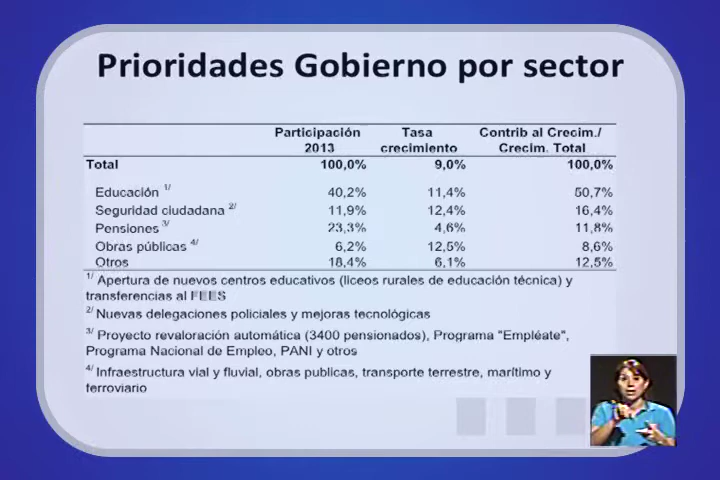 Prioridades Gobierno por sector
Participación Tasa Contrib al Crecim./
2013 crecimiento Crecim. Total
Total 100,0% 9,0% 100,0%
Educación 1/ 40,2% 11,4% 50,7%
Seguridad ciudadana 2/ 11,9% 12,4% 16,4%
Pensiones 3/ 23,3% 4,6% 11,8%
Obras públicas 4/ 6,2% 12,5% 8,6%
Otros 18,4% 6,1% 12,5%
1/ Apertura de nuevos centros educativos (liceos rurales de educación técnica) y
transferencias al FEES
2/ Nuevas delegaciones policiales y mejoras tecnológicas
3/ Proyecto revaloración automática (3400 pensionados), Programa "Empléate",
Programa Nacional de Empleo, PANI y otros
4/ Infraestructura vial y fluvial, obras publicas, transporte terrestre, marítimo y
ferroviario